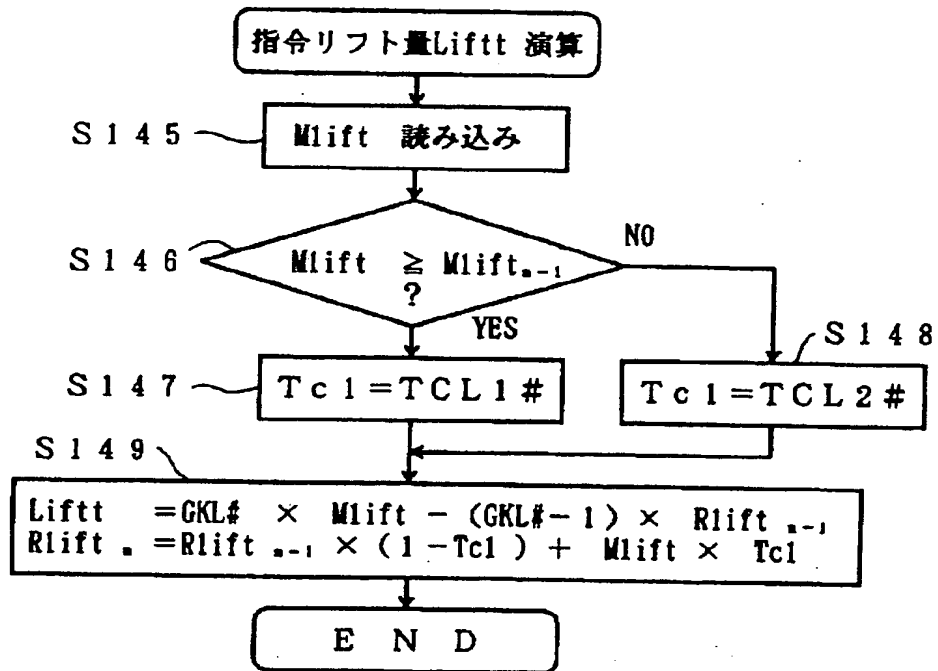 指令リフト量Liftt 演算
S145
Mlift 読み込み
S146
Mlift ≧ Mliftₙ₋₁
?
NO
YES
S147
Tc1=TCL1#
S148
Tc1=TCL2#
S149
Liftt =GKL# × Mlift - (GKL#-1) × Rlift ₙ₋₁
Rlift ₙ =Rlift ₙ₋₁ × (1-Tc1) + Mlift × Tc1
END